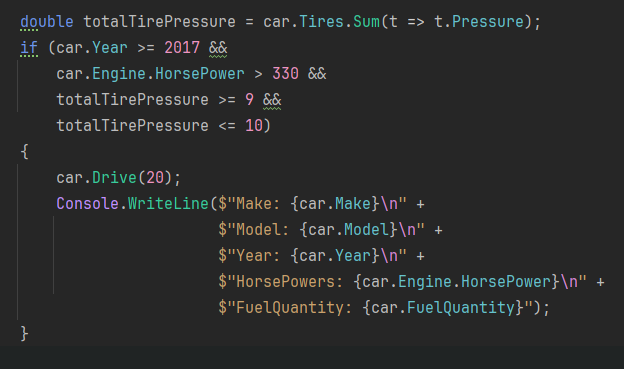 double totalTirePressure = car.Tires.Sum(t => t.Pressure);
if (car.Year >= 2017 &&
    car.Engine.HorsePower > 330 &&
    totalTirePressure >= 9 &&
    totalTirePressure <= 10)
{
    car.Drive(20);
    Console.WriteLine($"Make: {car.Make}\n" +
                      $"Model: {car.Model}\n" +
                      $"Year: {car.Year}\n" +
                      $"HorsePowers: {car.Engine.HorsePower}\n" +
                      $"FuelQuantity: {car.FuelQuantity}");
}